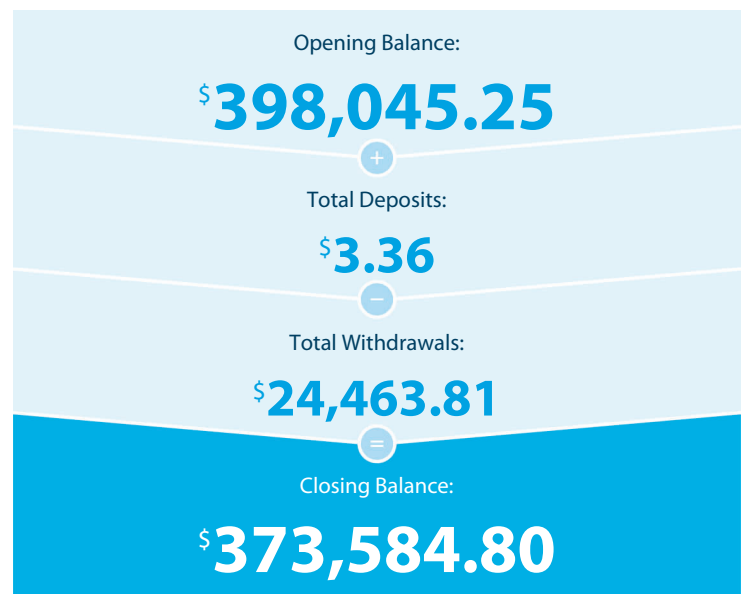 Opening Balance:
$398,045.25
+
Total Deposits:
$3.36
−
Total Withdrawals:
$24,463.81
=
Closing Balance:
$373,584.80